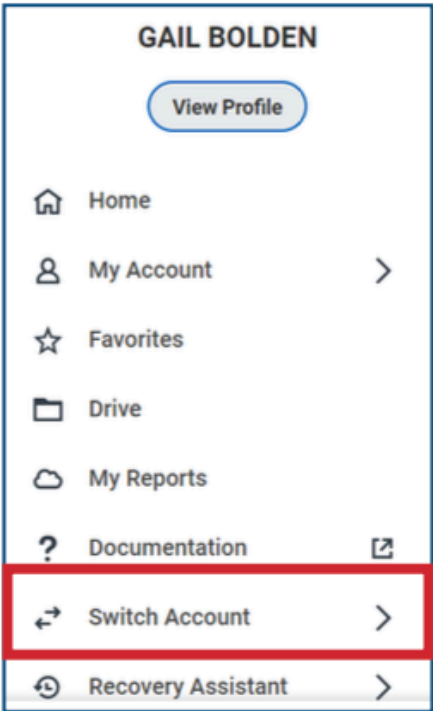 GAIL BOLDEN
View Profile
Home
My Account
Favorites
Drive
My Reports
Documentation
Switch Account
Recovery Assistant